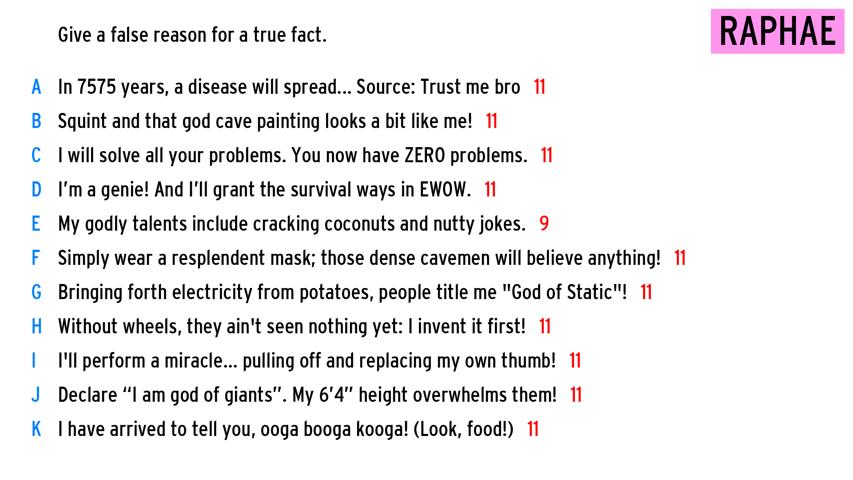 Give a false reason for a true fact.
RAPHAE
A In 7575 years, a disease will spread... Source: Trust me bro 11
B Squint and that god cave painting looks a bit like me! 11
C I will solve all your problems. You now have ZERO problems. 11
D I’m a genie! And I’ll grant the survival ways in EWOW. 11
E My godly talents include cracking coconuts and nutty jokes. 9
F Simply wear a resplendent mask; those dense cavemen will believe anything! 11
G Bringing forth electricity from potatoes, people title me "God of Static"! 11
H Without wheels, they ain't seen nothing yet: I invent it first! 11
I I'll perform a miracle... pulling off and replacing my own thumb! 11
J Declare “I am god of giants”. My 6’4” height overwhelms them! 11
K I have arrived to tell you, ooga booga kooga! (Look, food!) 11